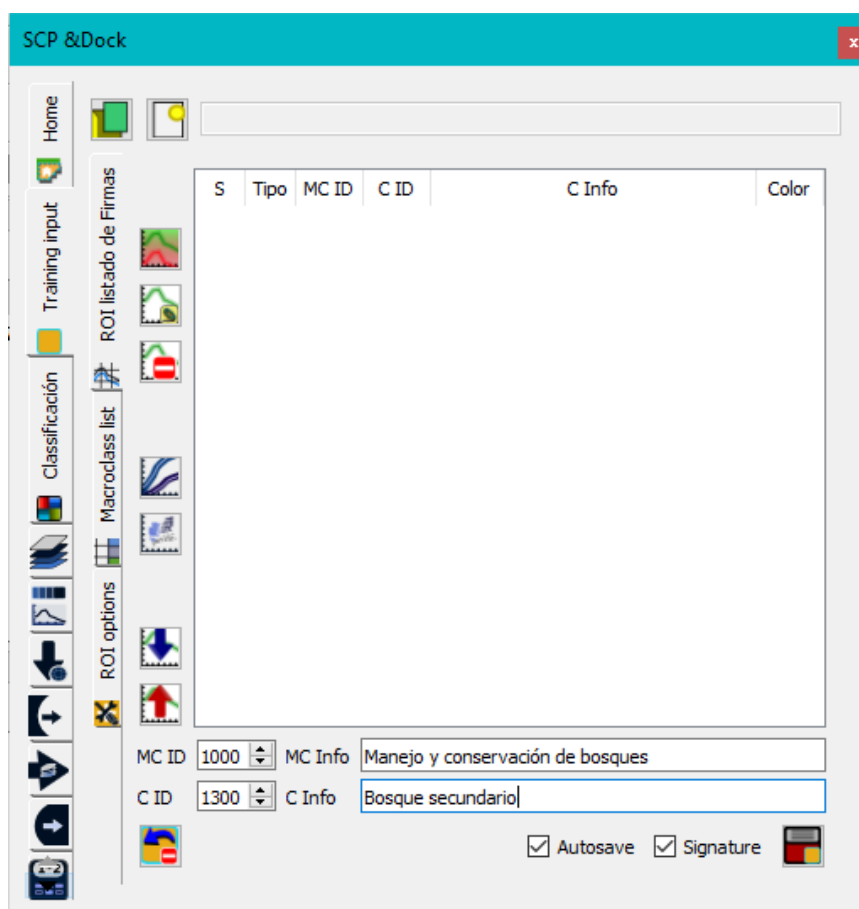 SCP &Dock
x
Home
Training input
Classificación
ROI listado de Firmas
Macroclass list
ROI options
S Tipo MC ID C ID C Info Color
MC ID 1000 MC Info Manejo y conservación de bosques
C ID 1300 C Info Bosque secundario
Autosave Signature